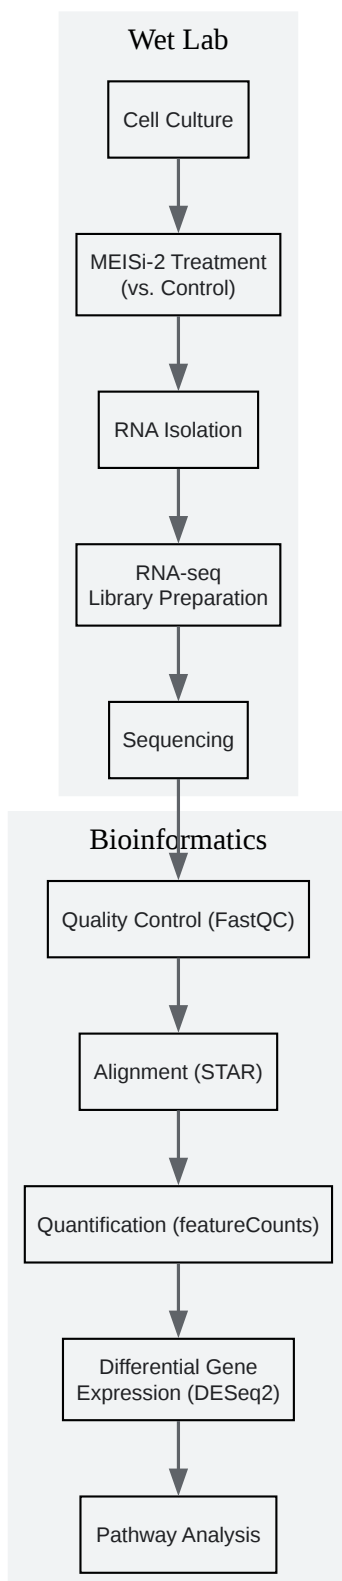 Wet Lab
Cell Culture
MEISi-2 Treatment
(vs. Control)
RNA Isolation
RNA-seq
Library Preparation
Sequencing
Bioinformatics
Quality Control (FastQC)
Alignment (STAR)
Quantification (featureCounts)
Differential Gene
Expression (DESeq2)
Pathway Analysis